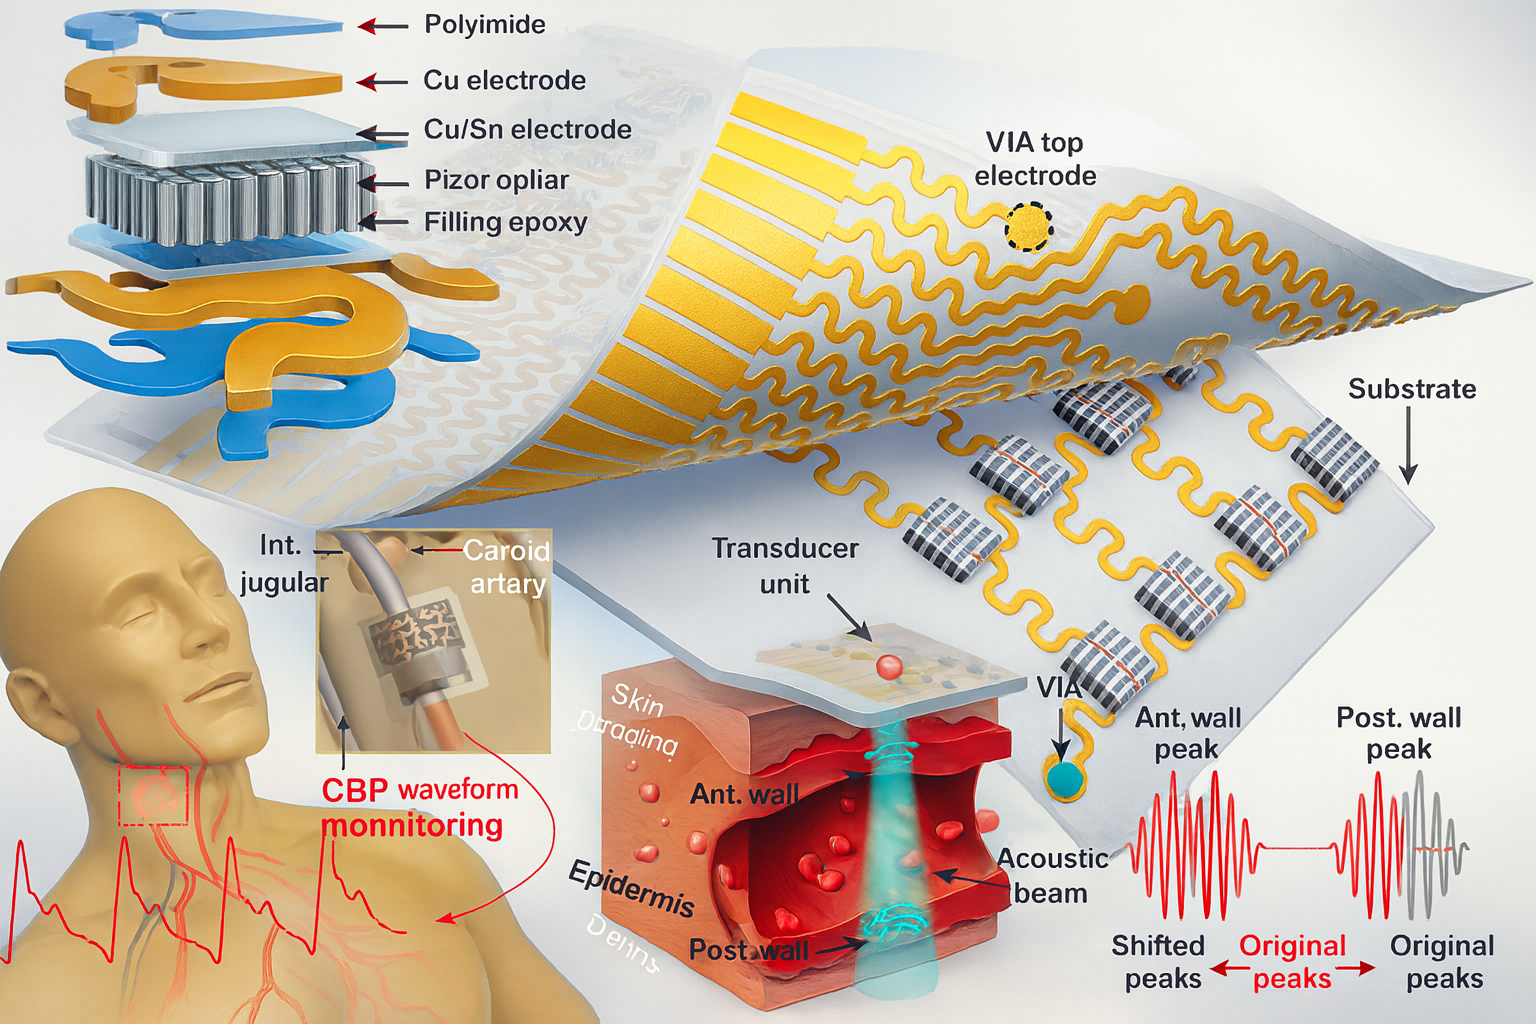 Polyimide
Cu electrode
Cu/Sn electrode
Pizor opliar
Filling epoxy
VIA top
electrode
Substrate
Int.
jugular
Caroid
artary
Transducer
unit
Skin
VIA
Ant, wall
peak
Post. wall
peak
CBP waveform
monnitoring
Ant. wall
Acoustic
beam
Epidermis
Post. wall
Shifted
peaks
Original
peaks
Original
peaks